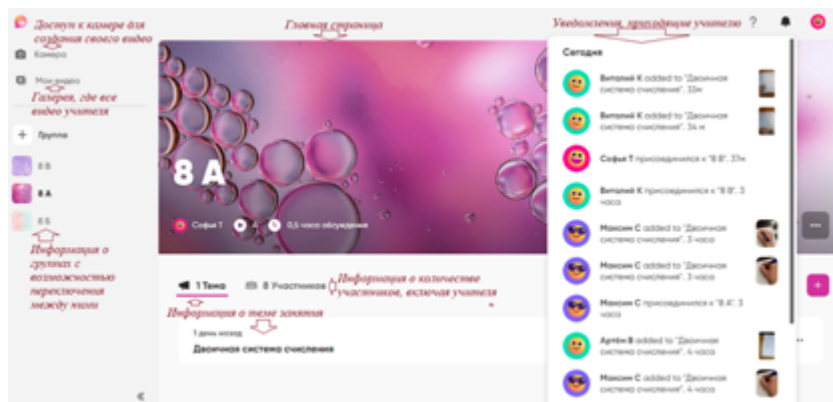 Доступ к камере для
создания своего видео
Камера
Мои видео
Галерея, где все
видео учителя
+ Группа
8 В
8 А
8 Б
Информация о
группах с
возможностью
переключения
между ними
Главная страница
8 А
Софья Т
4
0,5 часа обсуждения
1 Тема
8 Участников
Информация о количестве
участников, включая учителя
Информация о теме занятия
1 день назад
Двоичная система счисления
Уведомления, приходящие учителю
?
Сегодня
Виталий К added to "Двоичная
система счисления". 33м
Виталий К added to "Двоичная
система счисления". 34 м
Софья Т присоединился к "8 В". 37м
Виталий К присоединился к "8 В". 3
часа
Максим С added to "Двоичная
система счисления". 3 часа
Максим С added to "Двоичная
система счисления". 3 часа
Максим С присоединился к "8 А". 3
часа
Артём В added to "Двоичная
система счисления". 4 часа
Максим С added to "Двоичная
система счисления". 4 часа